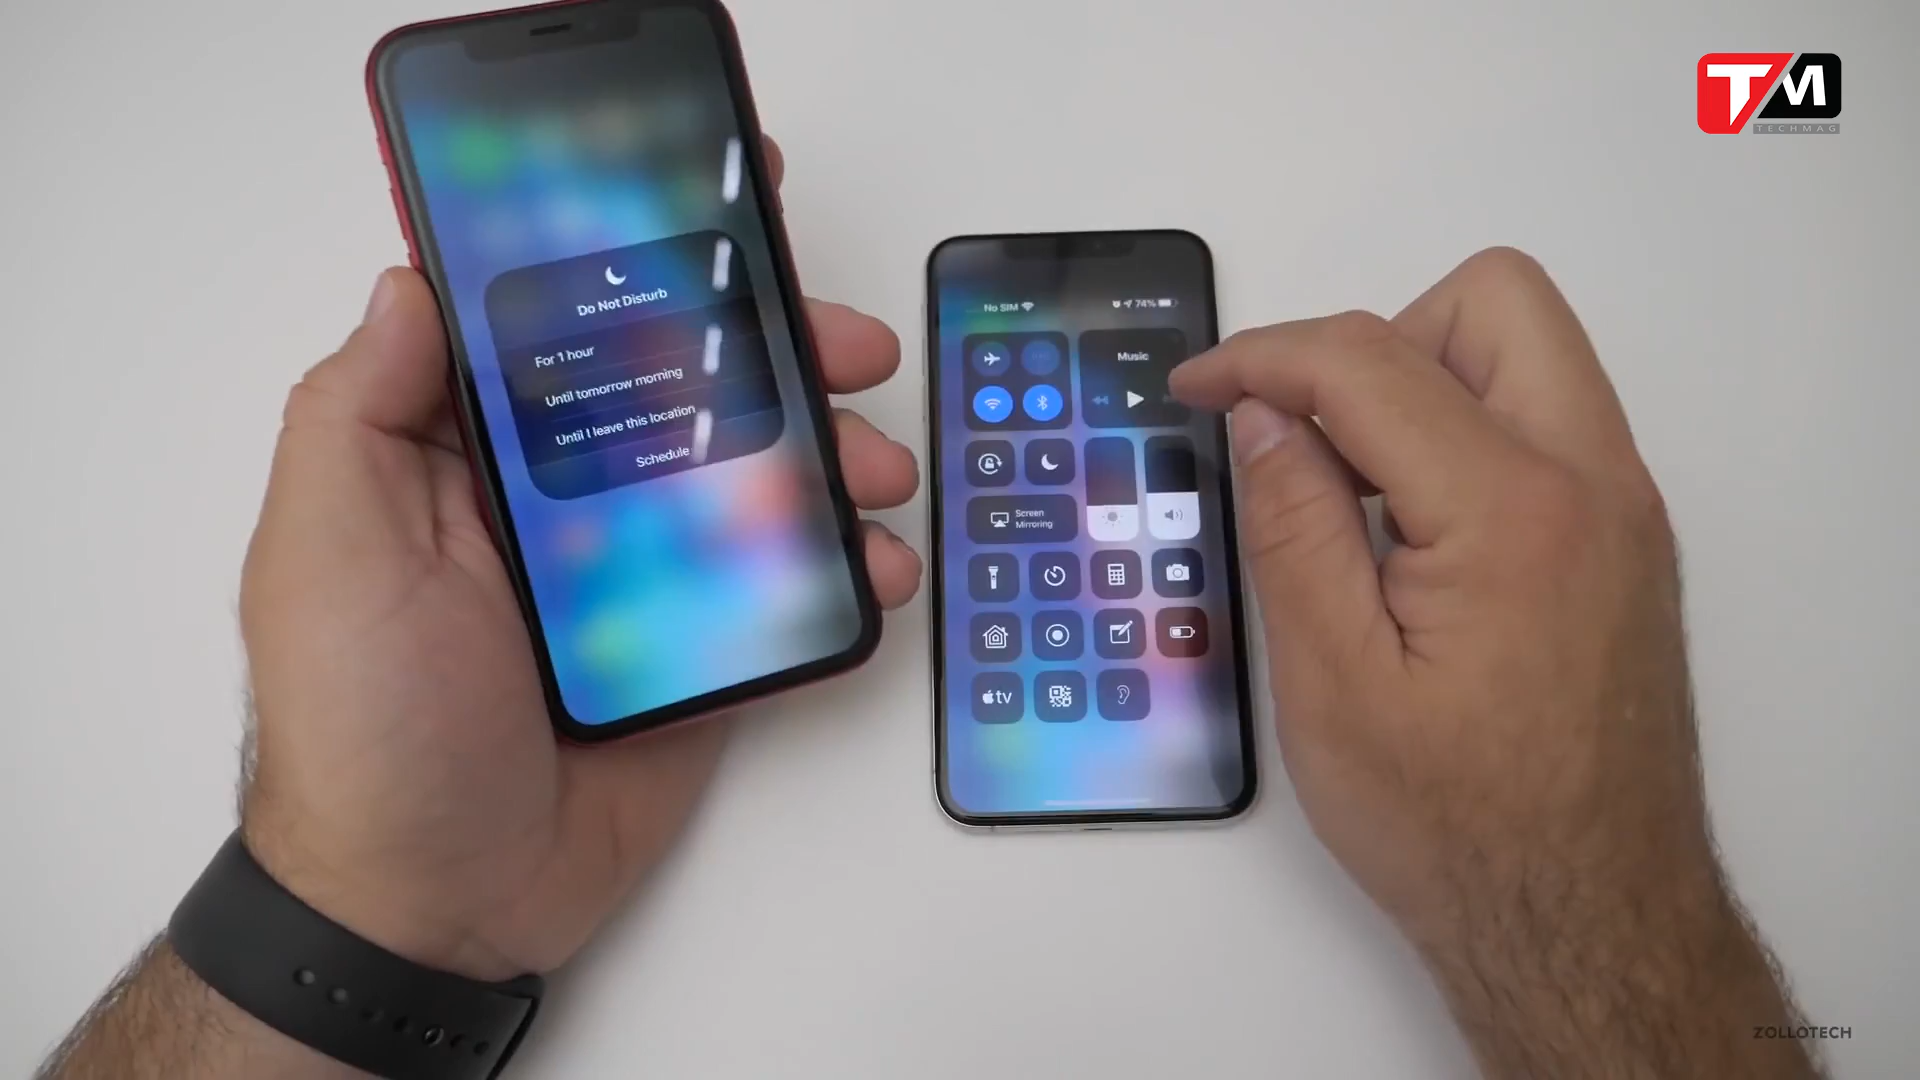 TM
TECHMAG
Do Not Disturb
For 1 hour
Until tomorrow morning
Until I leave this location
Schedule
No SIM
74%
Music
Screen
Mirroring
tv
ZOLLOTECH